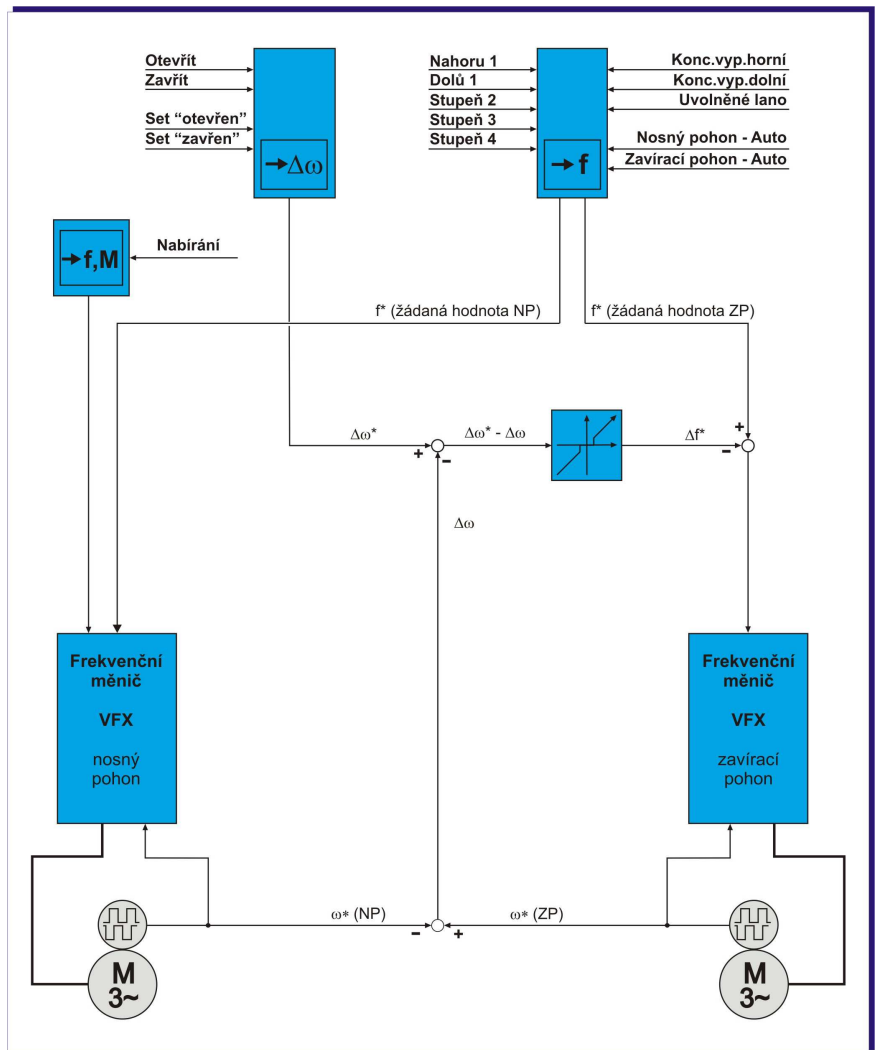 Otevřít
Zavřít
Set “otevřen”
Set “zavřen”
→Δω
Nahoru 1
Dolů 1
Stupeň 2
Stupeň 3
Stupeň 4
→f
Konc.vyp.horní
Konc.vyp.dolní
Uvolněné lano
Nosný pohon - Auto
Zavírací pohon - Auto
→f,M
Nabírání
f* (žádaná hodnota NP)
f* (žádaná hodnota ZP)
Δω*
+
-
Δω* - Δω
Δf*
+
-
Δω
Frekvenční
měnič
VFX
nosný
pohon
Frekvenční
měnič
VFX
zavírací
pohon
ω* (NP)
-
+
ω* (ZP)
M
3~
M
3~